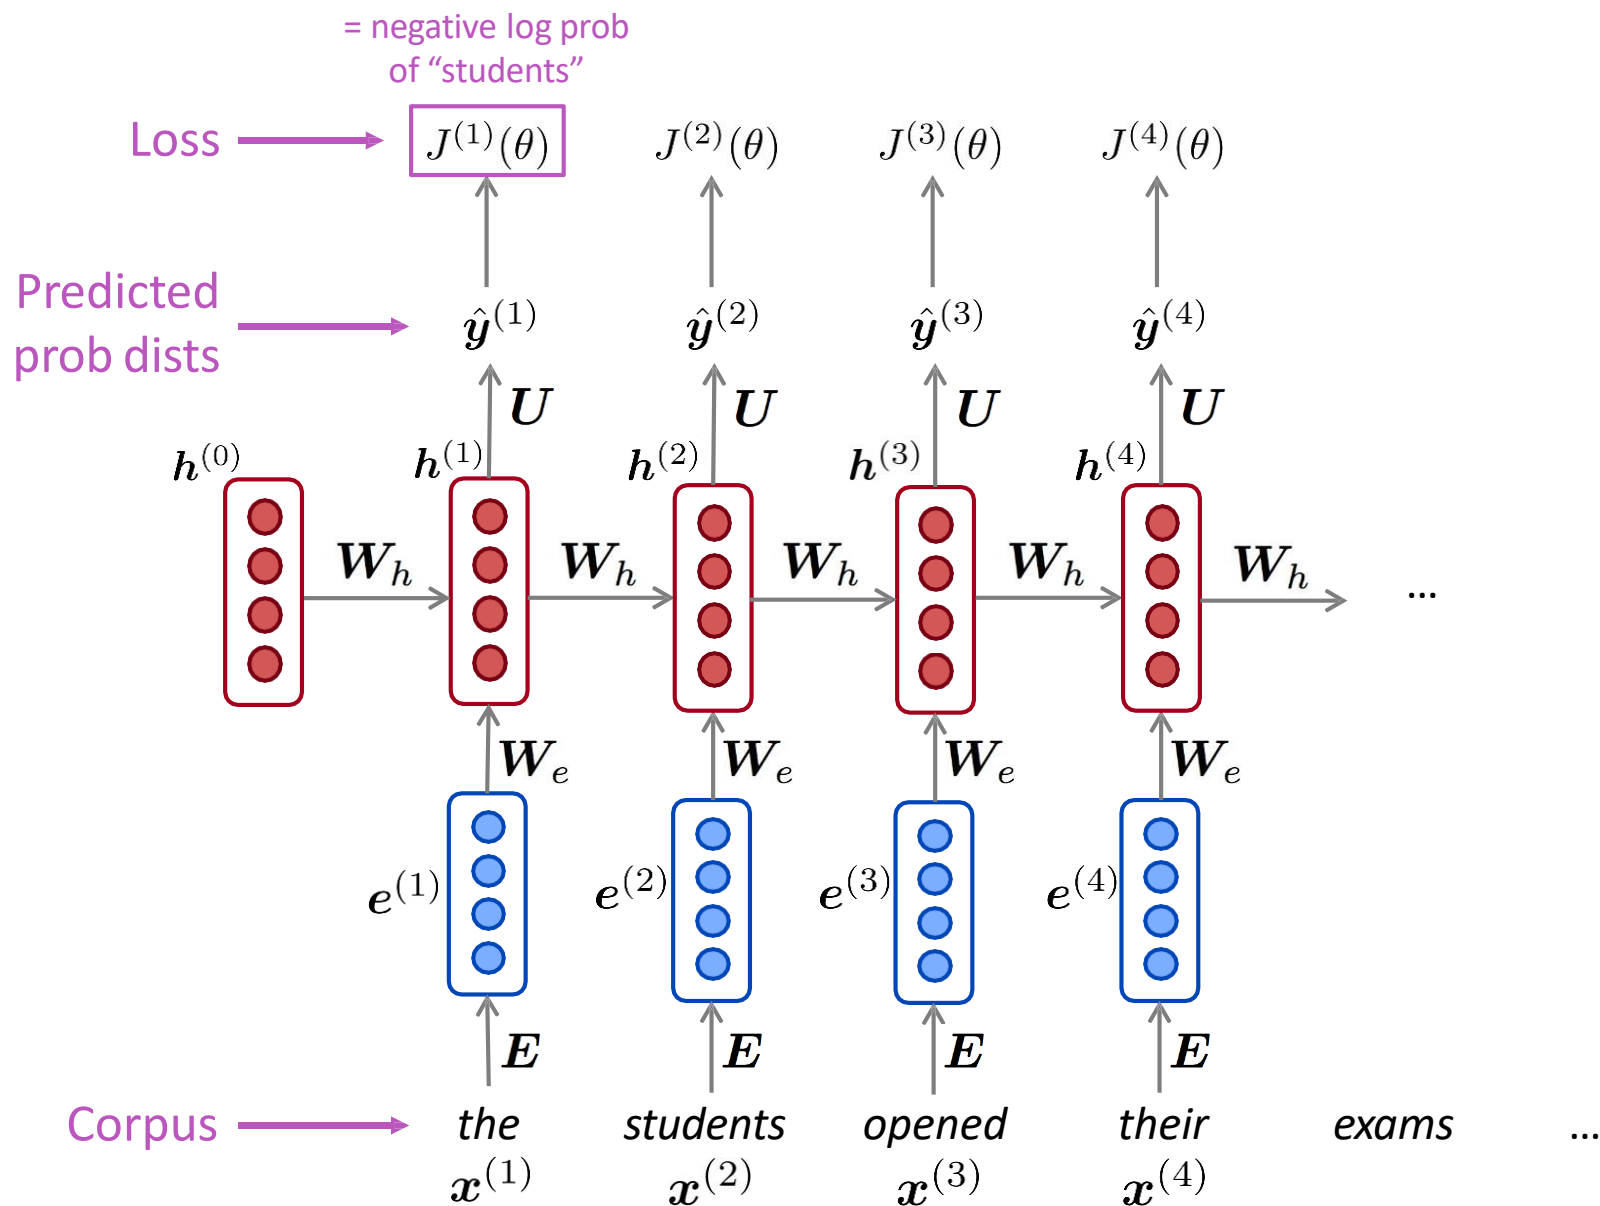 = negative log prob
of “students”
Loss
J^(1)(θ) J^(2)(θ) J^(3)(θ) J^(4)(θ)
Predicted
prob dists
ŷ^(1) ŷ^(2) ŷ^(3) ŷ^(4)
U U U U
h^(0) h^(1) h^(2) h^(3) h^(4)
W_h W_h W_h W_h W_h ...
W_e W_e W_e W_e
e^(1) e^(2) e^(3) e^(4)
E E E E
Corpus the students opened their exams ...
x^(1) x^(2) x^(3) x^(4)